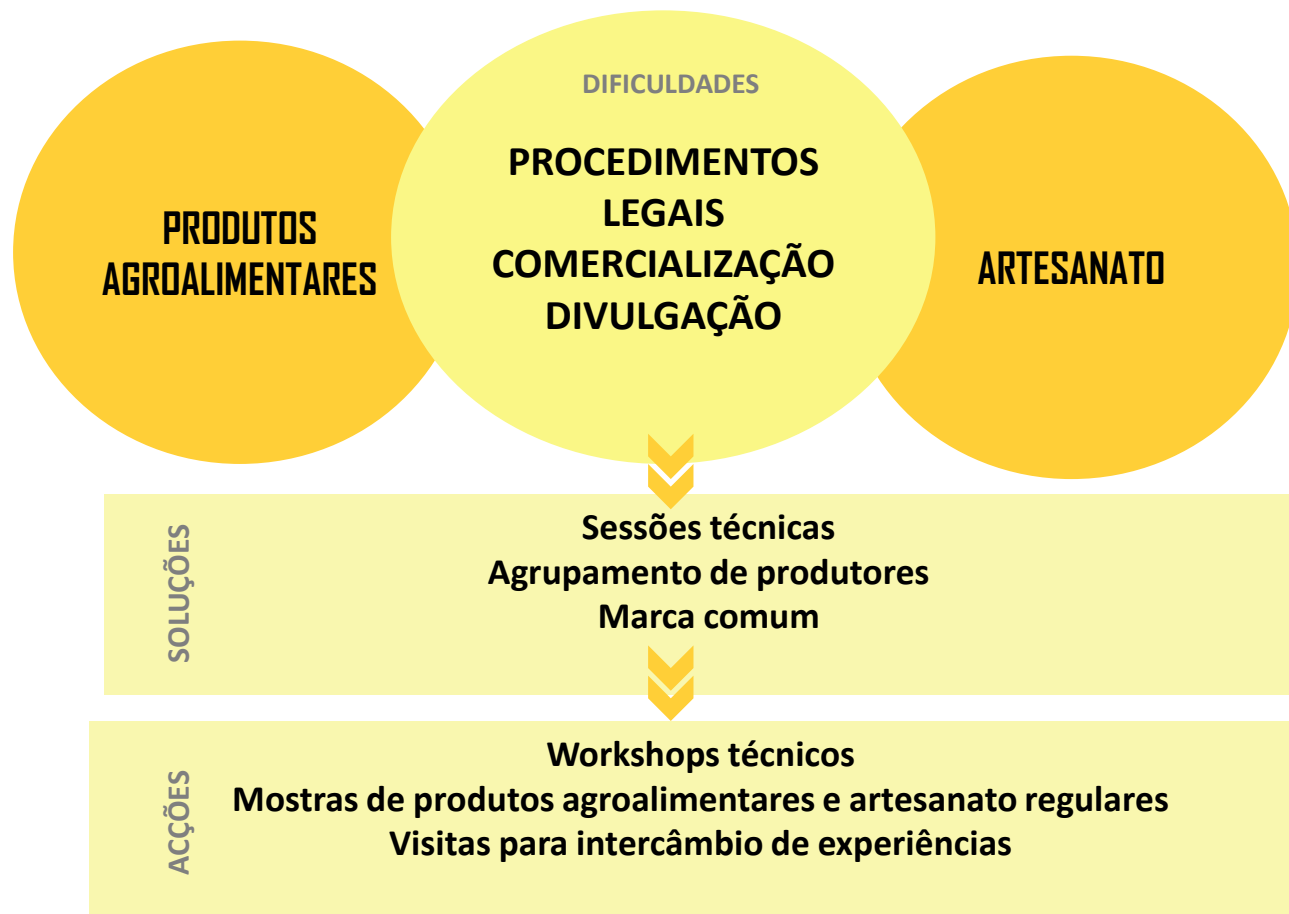 DIFICULDADES
PROCEDIMENTOS
LEGAIS
COMERCIALIZAÇÃO
DIVULGAÇÃO
PRODUTOS
AGROALIMENTARES
ARTESANATO
SOLUÇÕES
Sessões técnicas
Agrupamento de produtores
Marca comum
ACÇÕES
Workshops técnicos
Mostras de produtos agroalimentares e artesanato regulares
Visitas para intercâmbio de experiências